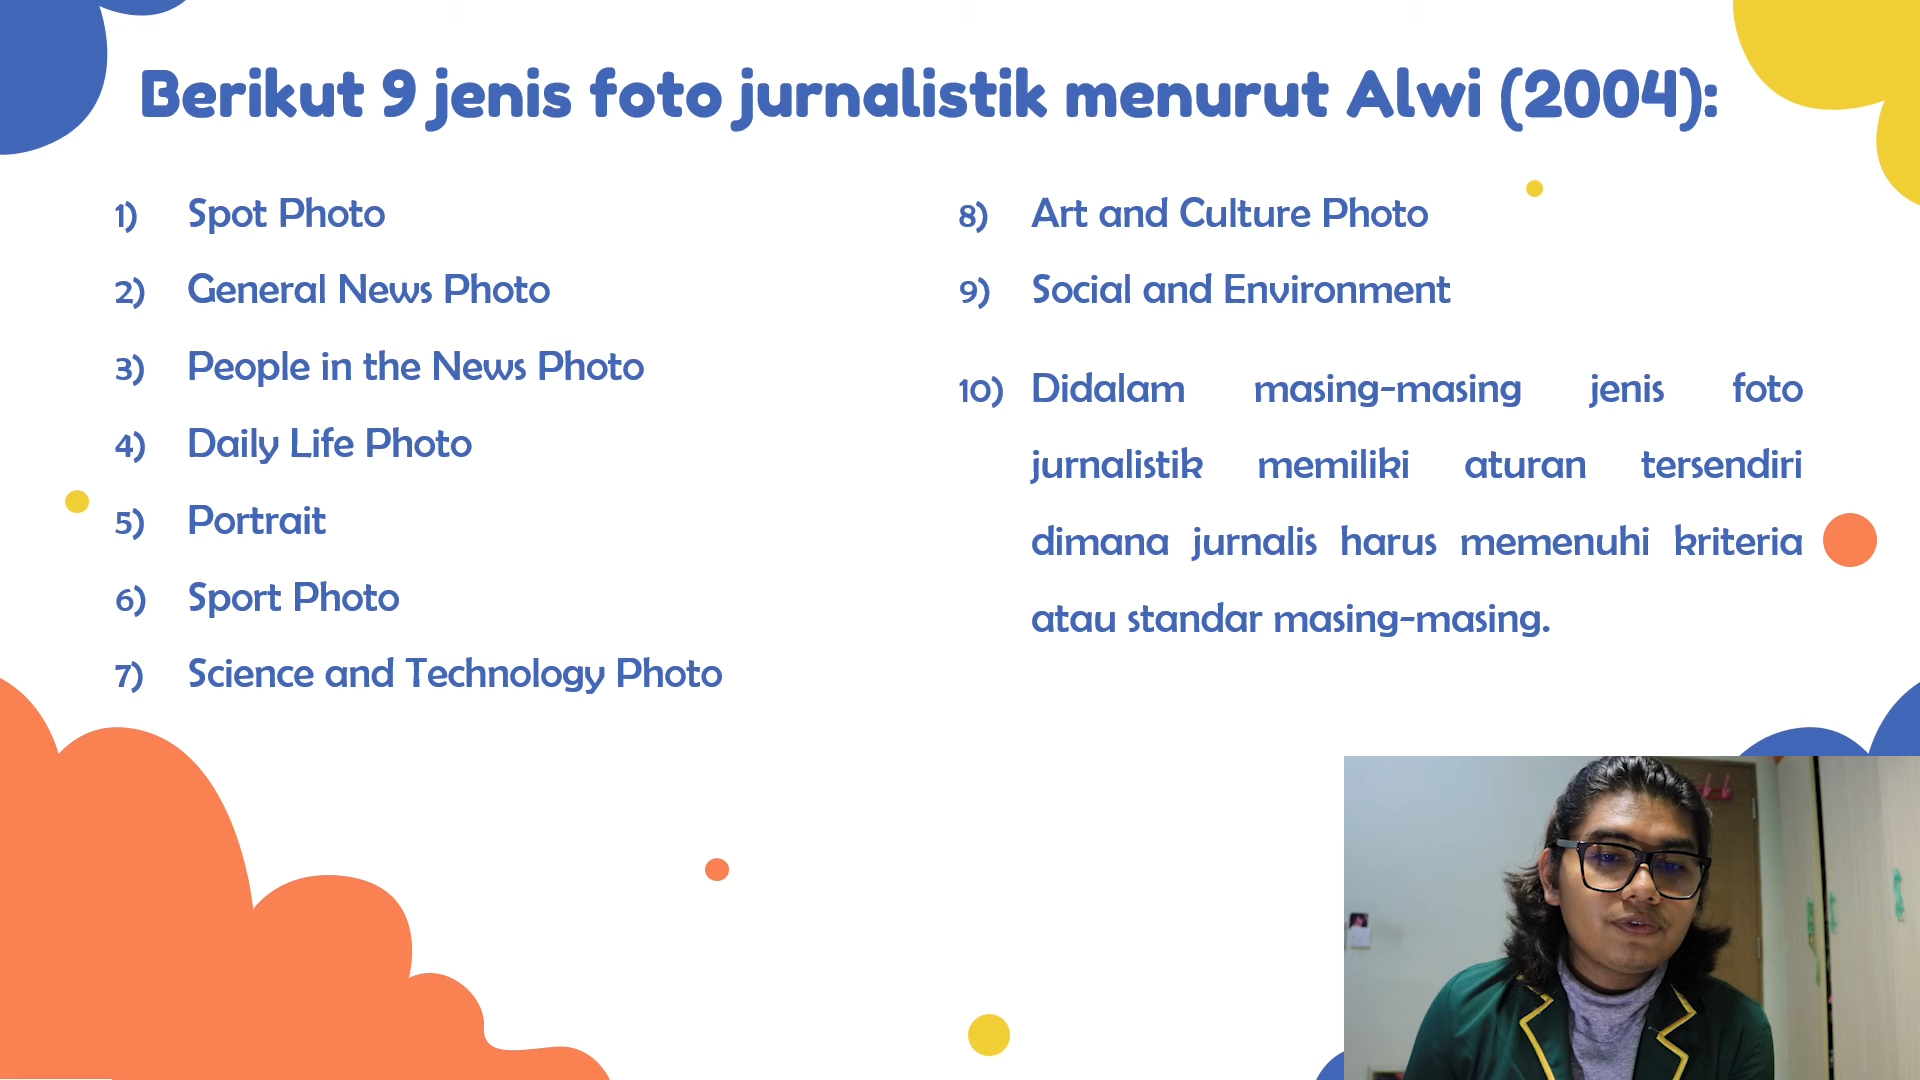 Berikut 9 jenis foto jurnalistik menurut Alwi (2004):
1) Spot Photo
2) General News Photo
3) People in the News Photo
4) Daily Life Photo
5) Portrait
6) Sport Photo
7) Science and Technology Photo
8) Art and Culture Photo
9) Social and Environment
10) Didalam masing-masing jenis foto
jurnalistik memiliki aturan tersendiri
dimana jurnalis harus memenuhi kriteria
atau standar masing-masing.